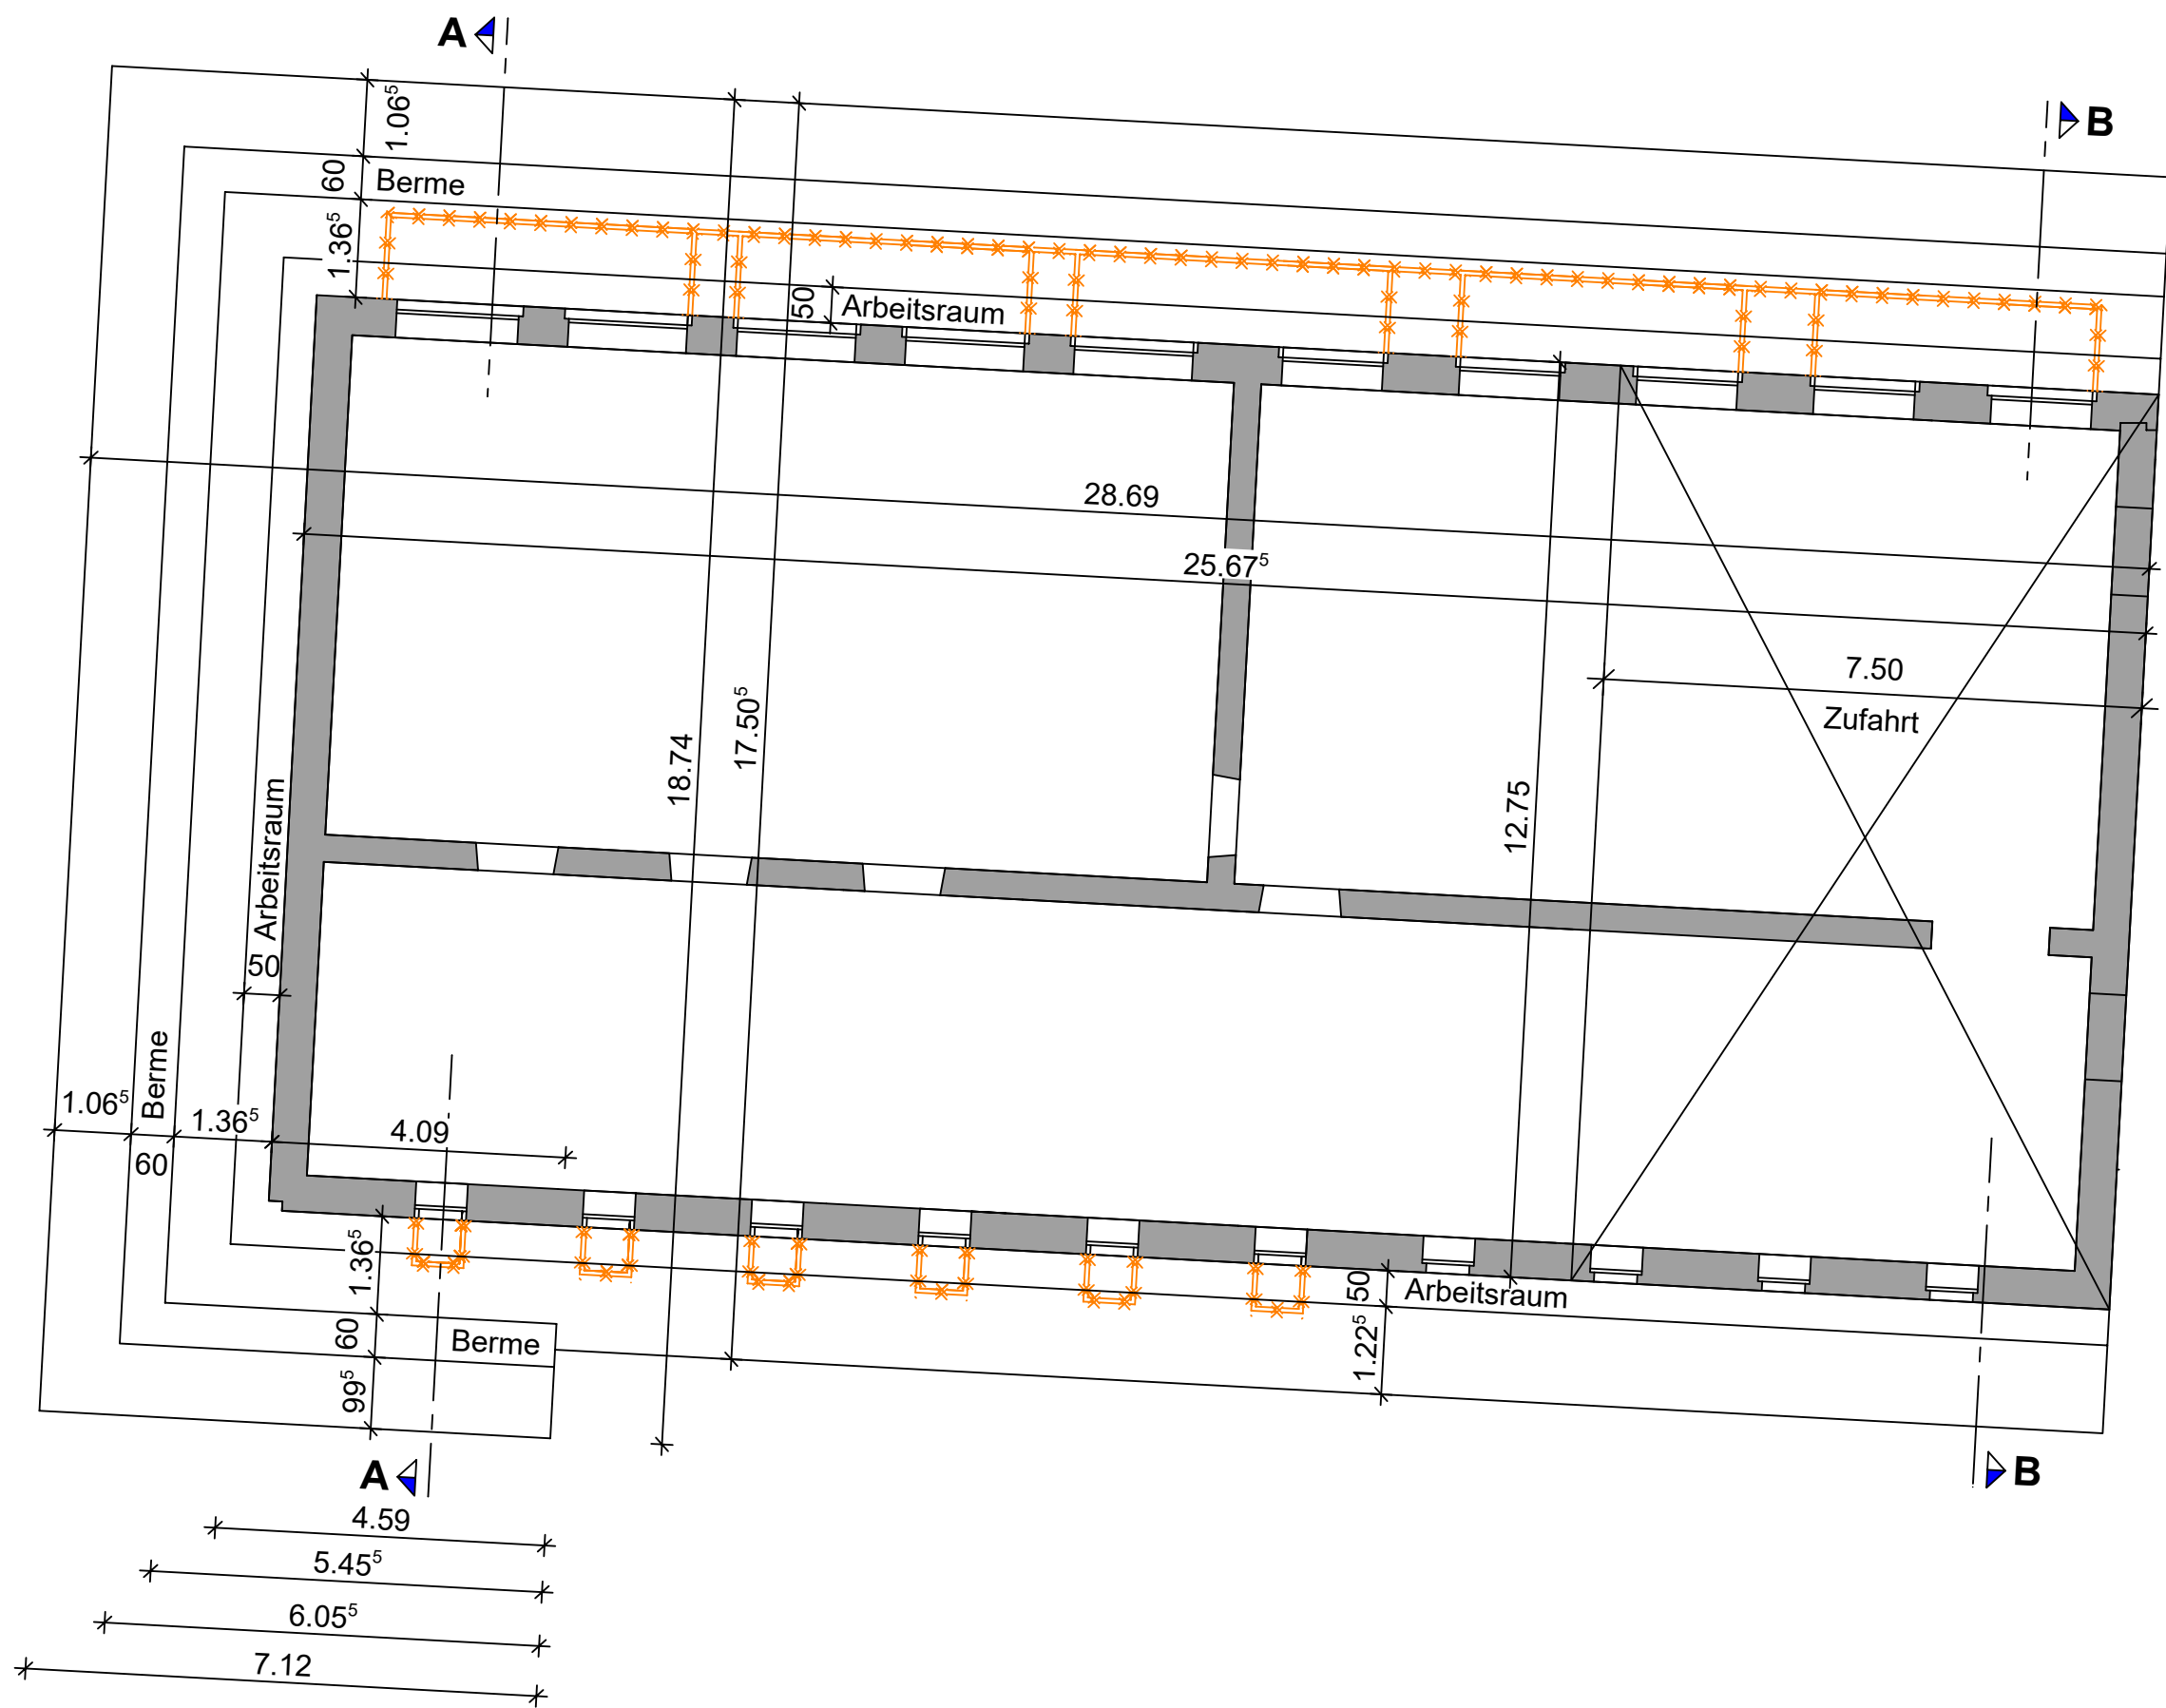 A
B
1.06⁵
60
Berme
1.36⁵
50
Arbeitsraum
28.69
25.67⁵
7.50
Zufahrt
18.74
17.50⁵
12.75
Arbeitsraum
50
Berme
1.06⁵
60
1.36⁵
4.09
1.36⁵
60
Berme
99⁵
50
Arbeitsraum
1.22⁵
A
B
4.59
5.45⁵
6.05⁵
7.12